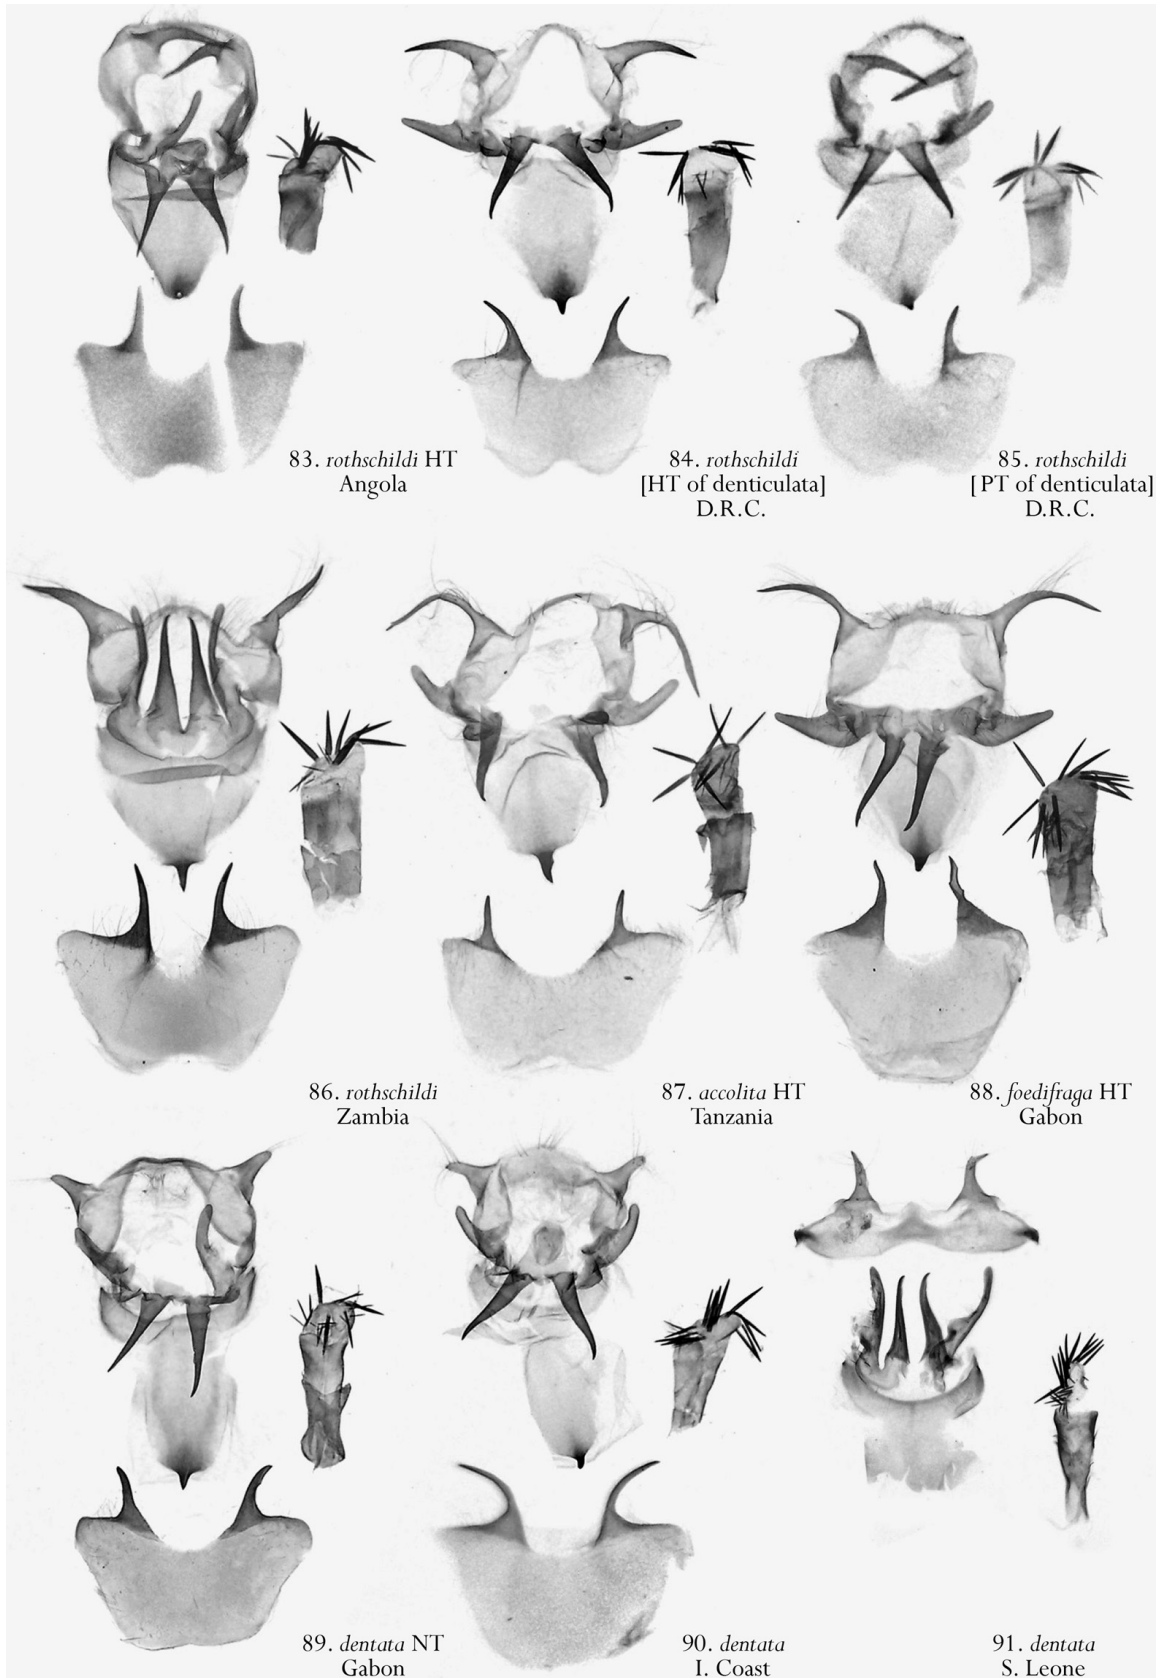 83. rothschildi HT
Angola
84. rothschildi
[HT of denticulata]
D.R.C.
85. rothschildi
[PT of denticulata]
D.R.C.
86. rothschildi
Zambia
87. accolita HT
Tanzania
88. foedifraga HT
Gabon
89. dentata NT
Gabon
90. dentata
I. Coast
91. dentata
S. Leone